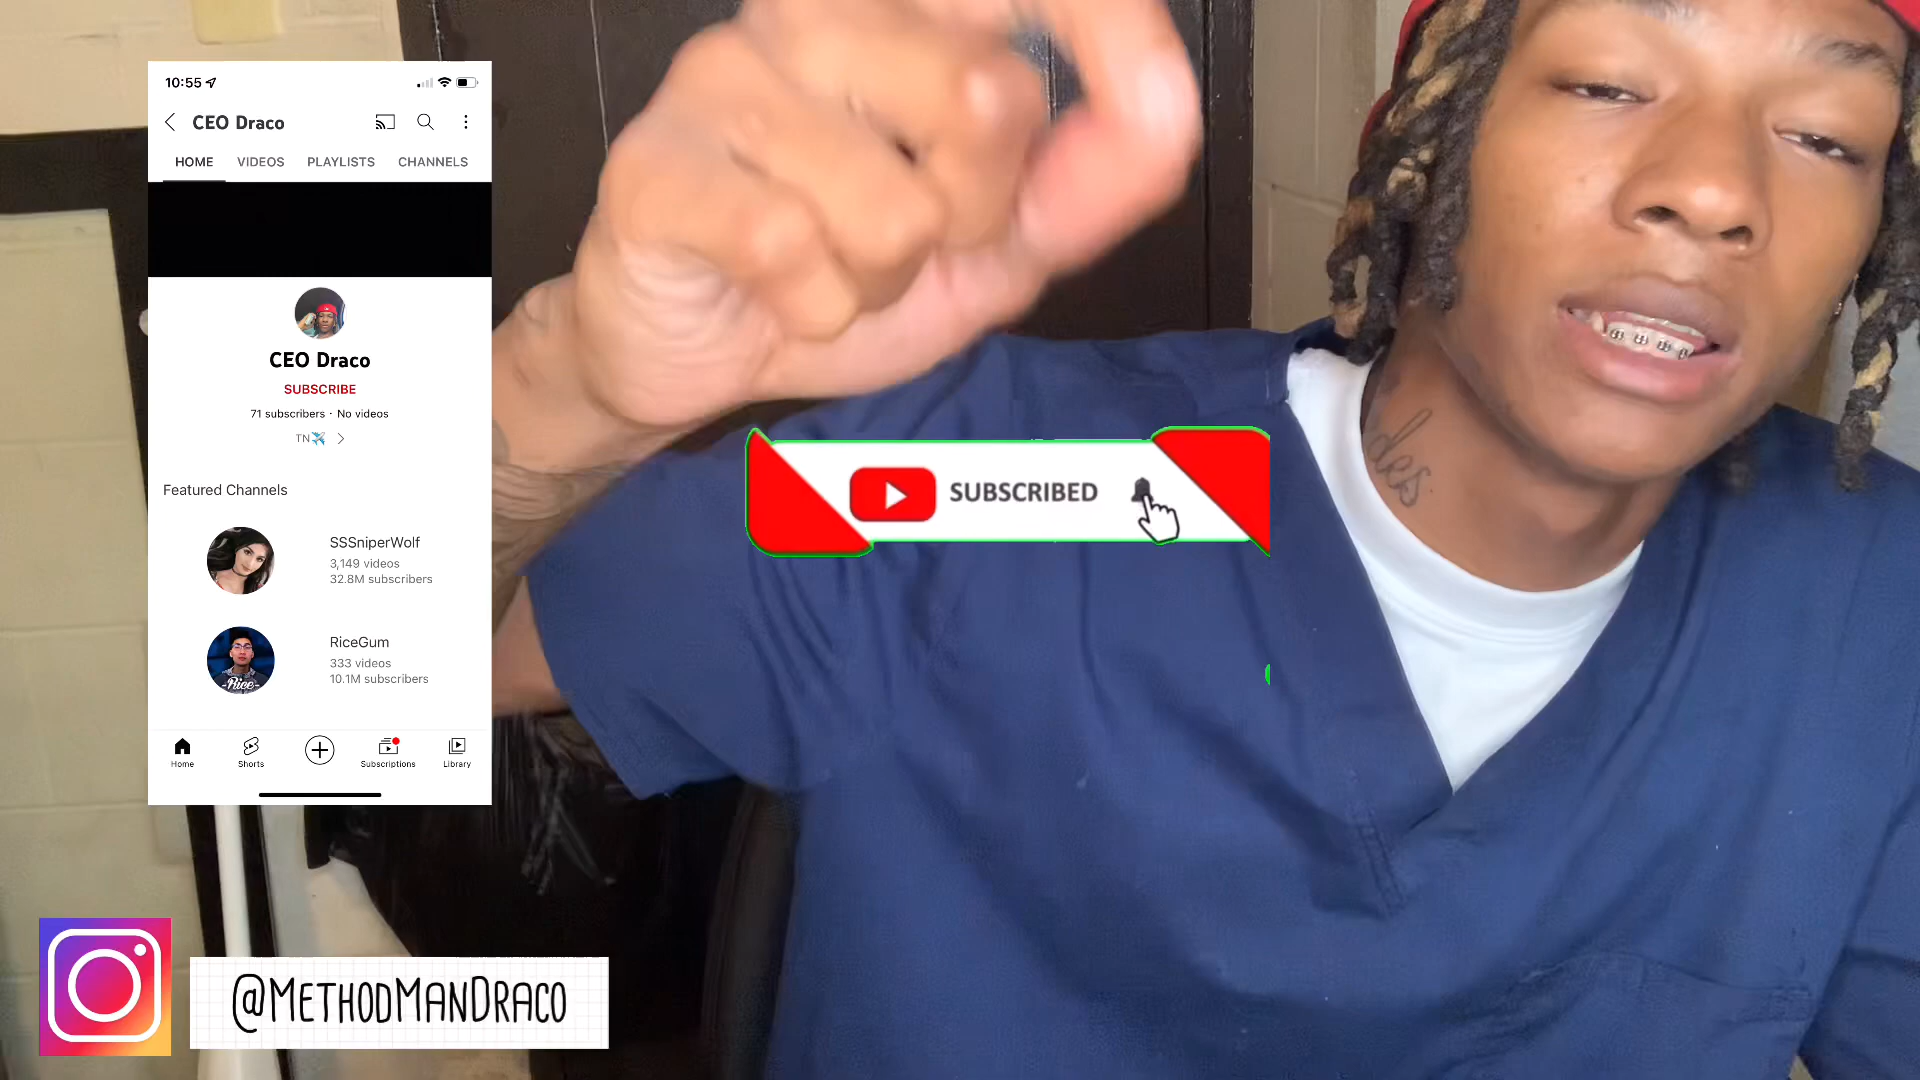 10:55
CEO Draco
HOME VIDEOS PLAYLISTS CHANNELS
CEO Draco
SUBSCRIBE
71 subscribers · No videos
TN✈️
Featured Channels
SSSniperWolf
3,149 videos
32.8M subscribers
RiceGum
333 videos
10.1M subscribers
-Rice-
Home Shorts Subscriptions Library
SUBSCRIBED
des
@MethodManDraco